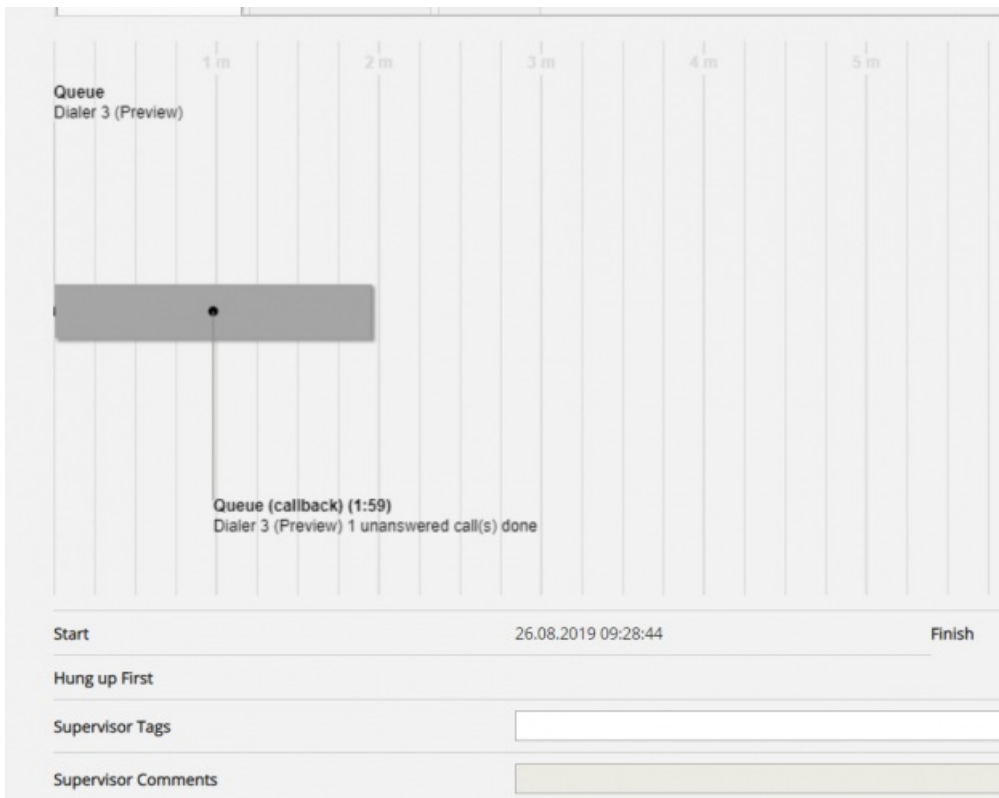 1 m 2 m 3 m 4 m 5 m
Queue
Dialer 3 (Preview)
Queue (callback) (1:59)
Dialer 3 (Preview) 1 unanswered call(s) done
Start 26.08.2019 09:28:44 Finish
Hung up First
Supervisor Tags
Supervisor Comments